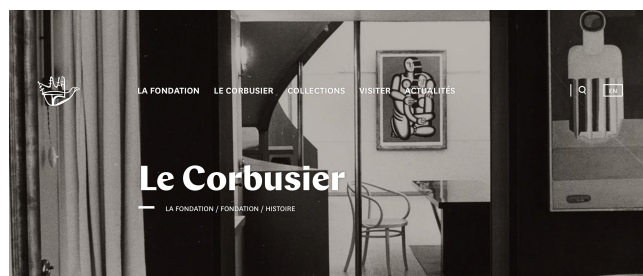 LA FONDATION LE CORBUSIER COLLECTIONS VISITER ACTUALITÉS EN
Le Corbusier
LA FONDATION / FONDATION / HISTOIRE